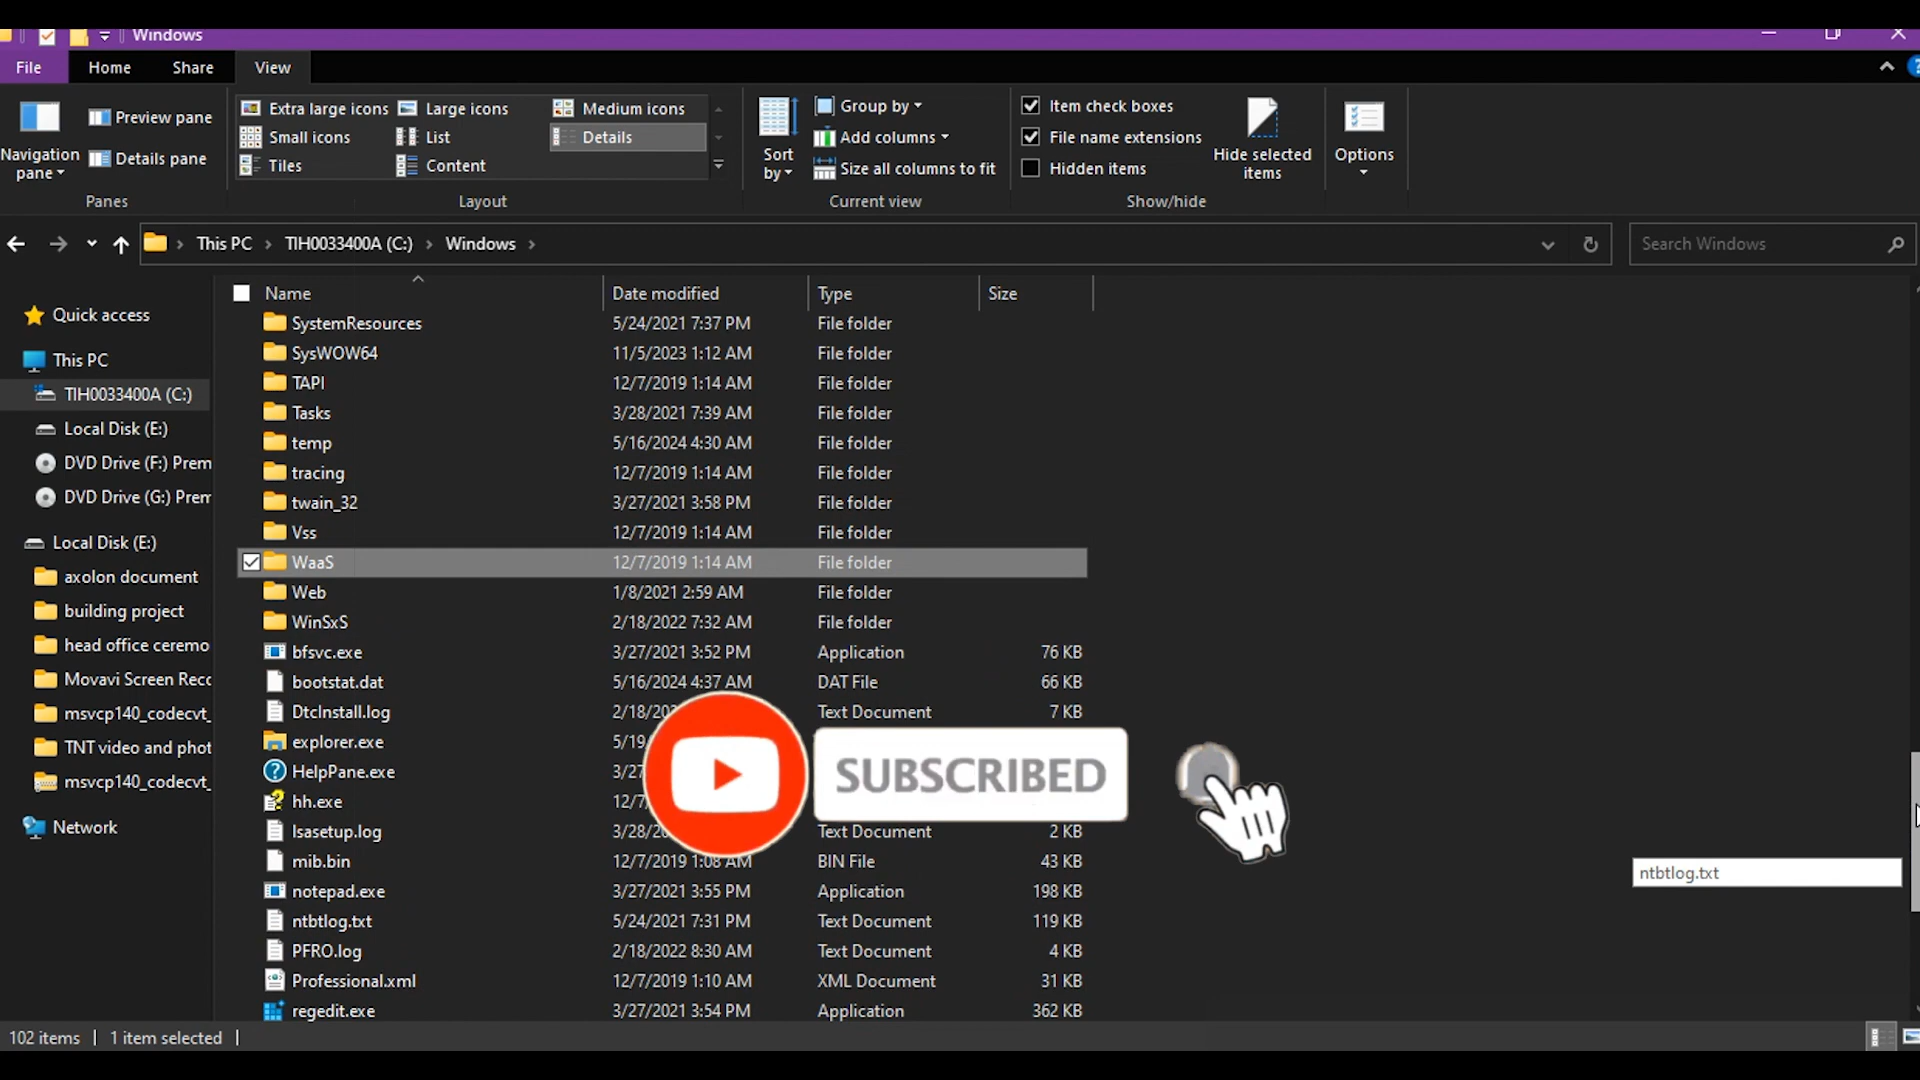 Windows
File Home Share View
Navigation pane
Preview pane
Details pane
Panes
Extra large icons Large icons Medium icons
Small icons List Details
Tiles Content
Layout
Sort by
Group by
Add columns
Size all columns to fit
Current view
Item check boxes
File name extensions
Hidden items
Hide selected items
Show/hide
Options
This PC TIH0033400A (C:) Windows
Search Windows
Quick access
This PC
TIH0033400A (C:)
Local Disk (E:)
DVD Drive (F:) Prem
DVD Drive (G:) Prem
Local Disk (E:)
axolon document
building project
head office ceremo
Movavi Screen Rec
msvcp140_codecvt_
TNT video and phot
msvcp140_codecvt_
Network
Name Date modified Type Size
SystemResources 5/24/2021 7:37 PM File folder
SysWOW64 11/5/2023 1:12 AM File folder
TAPI 12/7/2019 1:14 AM File folder
Tasks 3/28/2021 7:39 AM File folder
temp 5/16/2024 4:30 AM File folder
tracing 12/7/2019 1:14 AM File folder
twain_32 3/27/2021 3:58 PM File folder
Vss 12/7/2019 1:14 AM File folder
WaaS 12/7/2019 1:14 AM File folder
Web 1/8/2021 2:59 AM File folder
WinSxS 2/18/2022 7:32 AM File folder
bfsvc.exe 3/27/2021 3:52 PM Application 76 KB
bootstat.dat 5/16/2024 4:37 AM DAT File 66 KB
DtcInstall.log 2/18/20 Text Document 7 KB
explorer.exe 5/19
HelpPane.exe 3/27
hh.exe 12/7
SUBSCRIBED
lsasetup.log 3/28/20 Text Document 2 KB
mib.bin 12/7/2019 1:08 AM BIN File 43 KB
notepad.exe 3/27/2021 3:55 PM Application 198 KB
ntbtlog.txt 5/24/2021 7:31 PM Text Document 119 KB
PFRO.log 2/18/2022 8:30 AM Text Document 4 KB
Professional.xml 12/7/2019 1:10 AM XML Document 31 KB
regedit.exe 3/27/2021 3:54 PM Application 362 KB
ntbtlog.txt
102 items 1 item selected